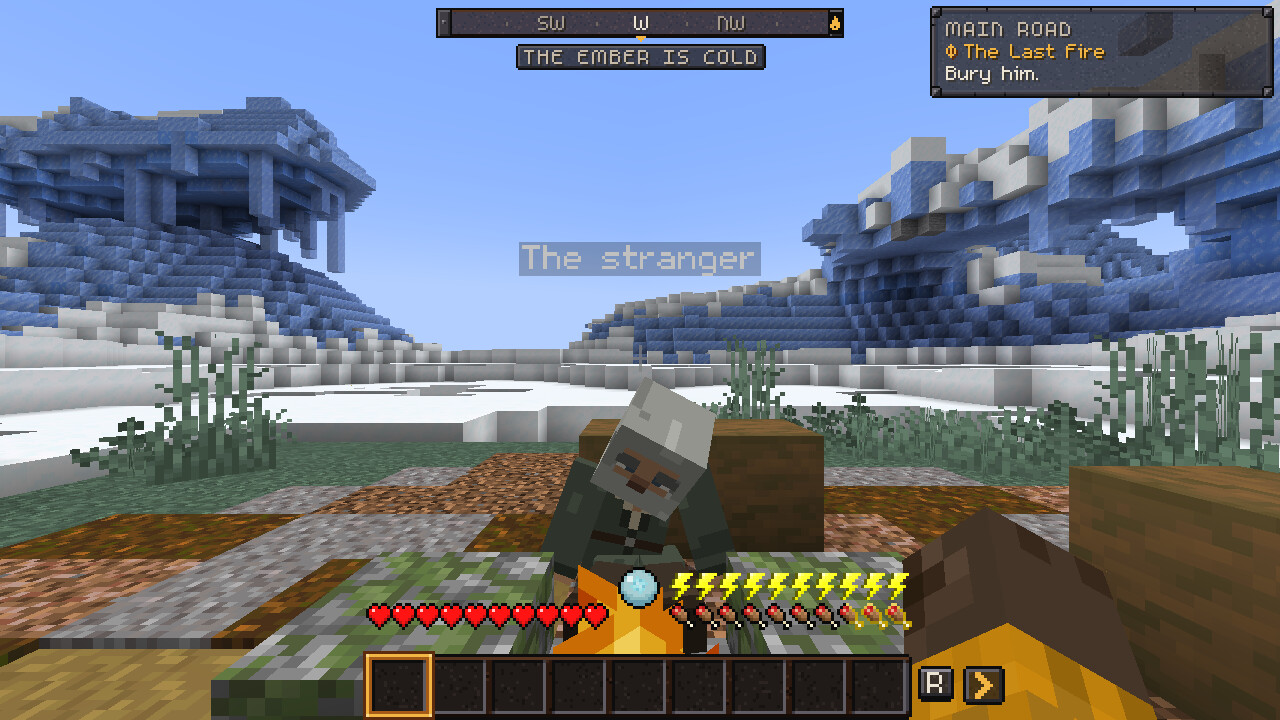 SW W NW
THE EMBER IS COLD
MAIN ROAD
The Last Fire
Bury him.
The stranger
R